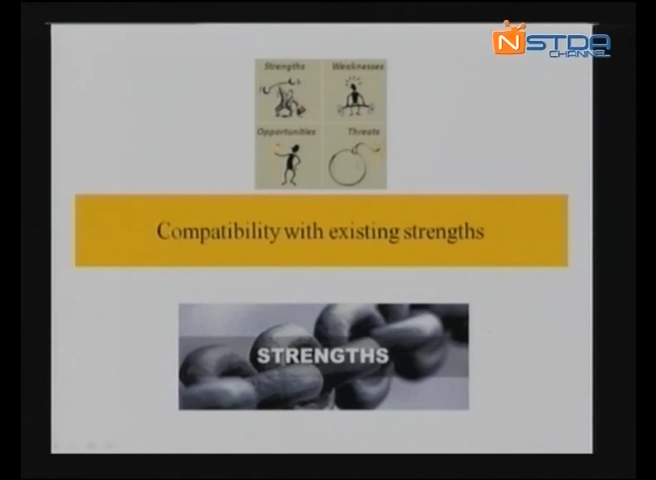 NSTDA
CHANNEL
Strengths
Weaknesses
Opportunities
Threats
Compatibility with existing strengths
STRENGTHS